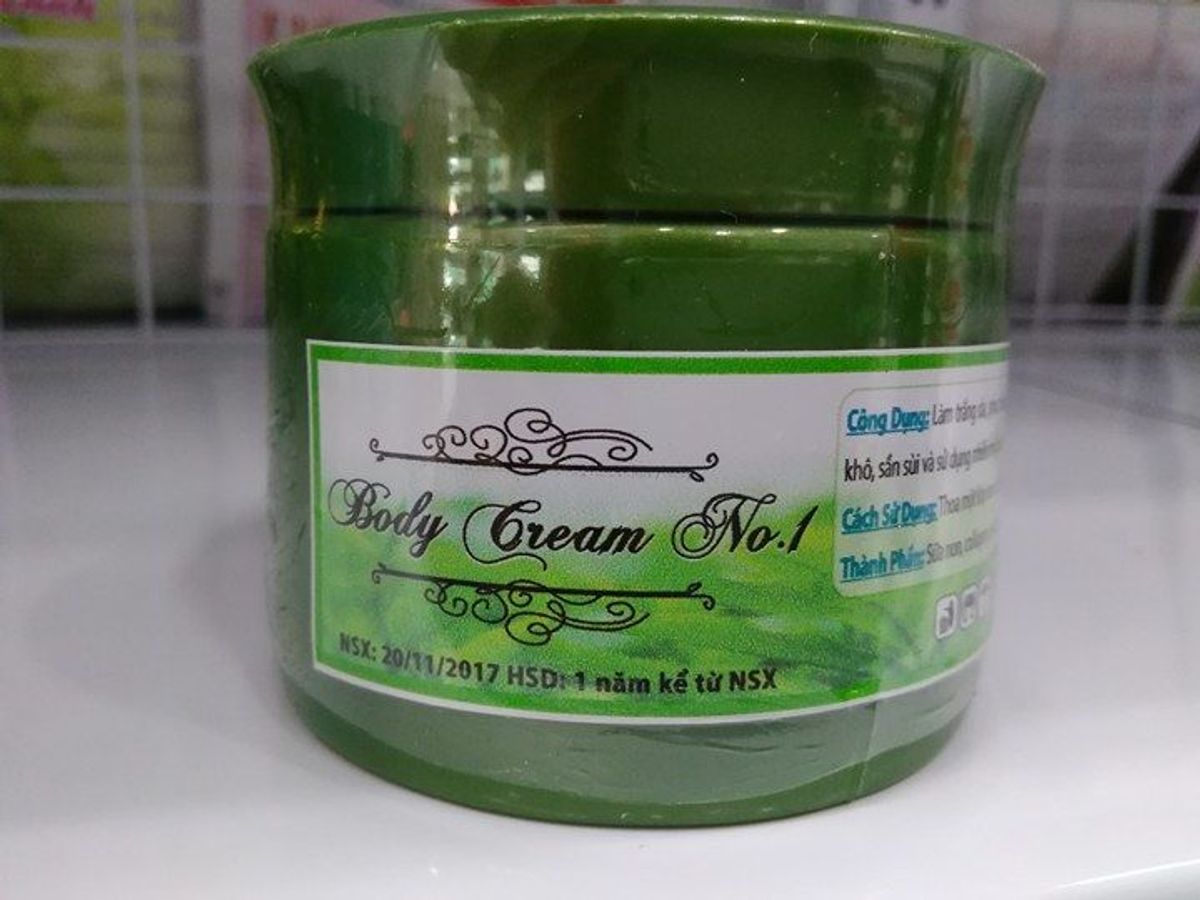 Body Cream No.1
NSX: 20/11/2017 HSD: 1 năm kể từ NSX
Công Dụng: Làm trắng da,
khô, sần sùi và sử dụng
Cách Sử Dụng: Thoa một
Thành Phần: Sữa non,